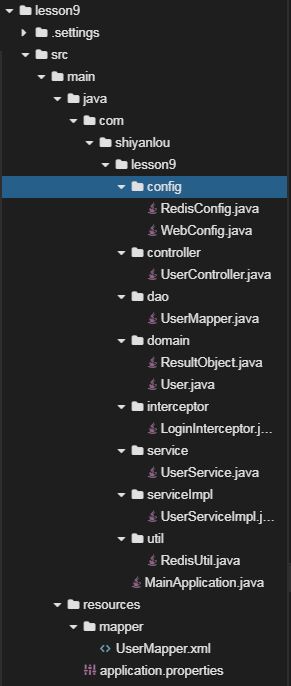 lesson9
.settings
src
main
java
com
shiyanlou
lesson9
config
RedisConfig.java
WebConfig.java
controller
UserController.java
dao
UserMapper.java
domain
ResultObject.java
User.java
interceptor
LoginInterceptor.j...
service
UserService.java
serviceImpl
UserServiceImpl.j...
util
RedisUtil.java
MainApplication.java
resources
mapper
UserMapper.xml
application.properties